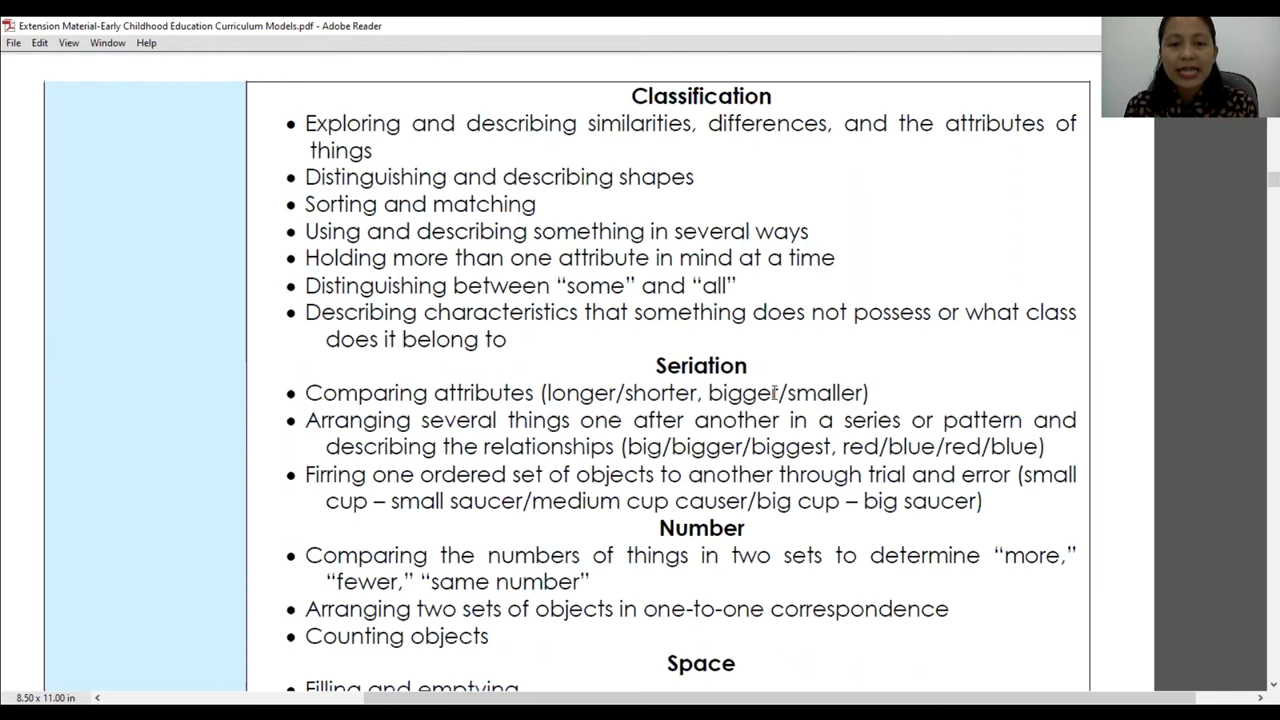 Extension Material-Early Childhood Education Curriculum Models.pdf - Adobe Reader
File Edit View Window Help
Classification
• Exploring and describing similarities, differences, and the attributes of
things
• Distinguishing and describing shapes
• Sorting and matching
• Using and describing something in several ways
• Holding more than one attribute in mind at a time
• Distinguishing between “some” and “all”
• Describing characteristics that something does not possess or what class
does it belong to
Seriation
• Comparing attributes (longer/shorter, bigger/smaller)
• Arranging several things one after another in a series or pattern and
describing the relationships (big/bigger/biggest, red/blue/red/blue)
• Firring one ordered set of objects to another through trial and error (small
cup – small saucer/medium cup causer/big cup – big saucer)
Number
• Comparing the numbers of things in two sets to determine “more,”
“fewer,” “same number”
• Arranging two sets of objects in one-to-one correspondence
• Counting objects
Space
• Filling and emptying
8.50 x 11.00 in